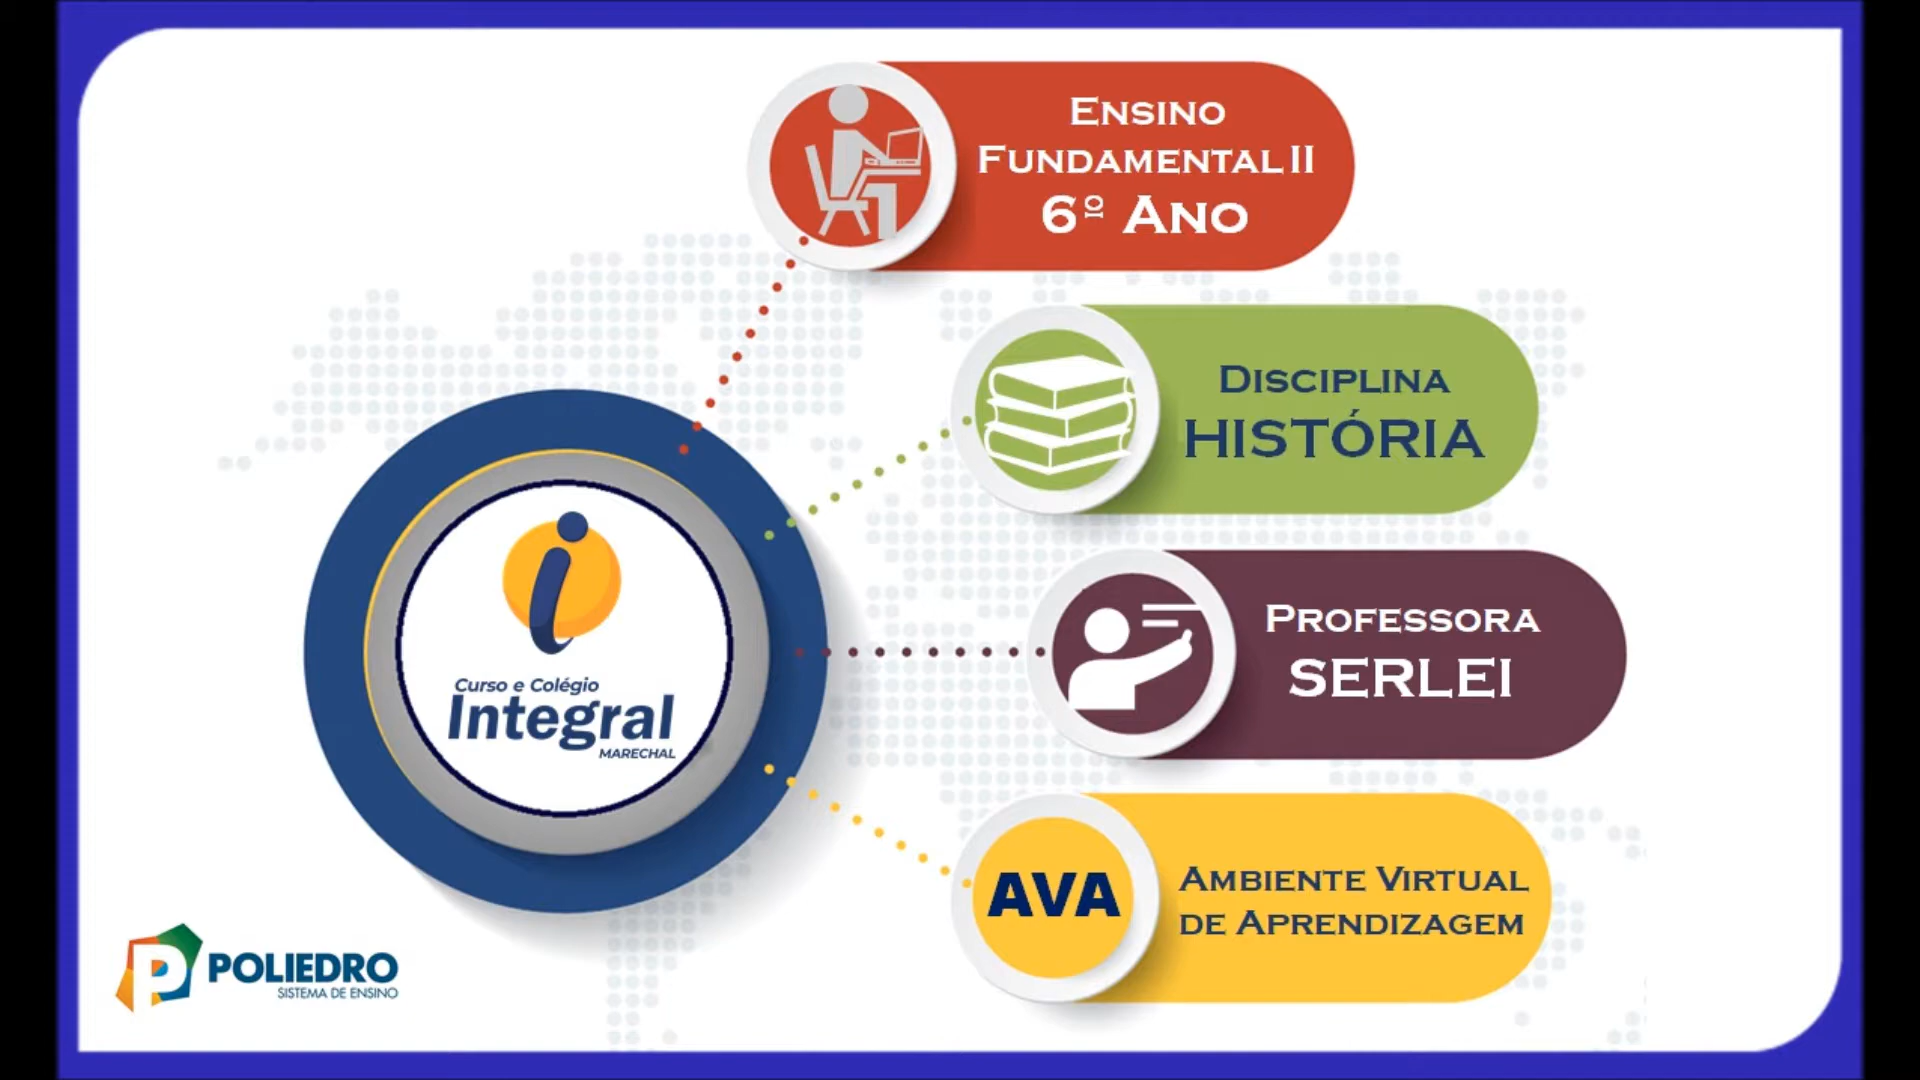 ENSINO
FUNDAMENTAL II
6º ANO
DISCIPLINA
HISTÓRIA
PROFESSORA
SERLEI
AVA
AMBIENTE VIRTUAL
DE APRENDIZAGEM
Curso e Colégio
Integral
MARECHAL
POLIEDRO
SISTEMA DE ENSINO